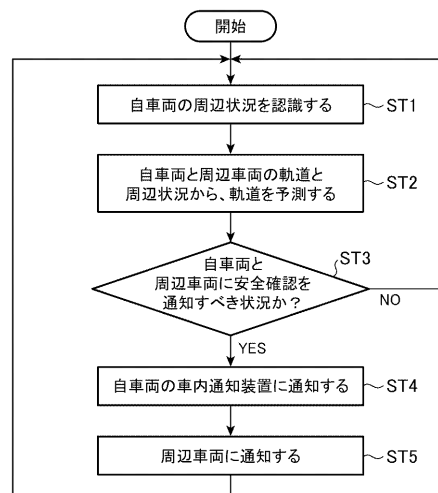 開始
自車両の周辺状況を認識する
ST1
自車両と周辺車両の軌道と
周辺状況から、軌道を予測する
ST2
自車両と
周辺車両に安全確認を
通知すべき状況か？
ST3
NO
YES
自車両の車内通知装置に通知する
ST4
周辺車両に通知する
ST5